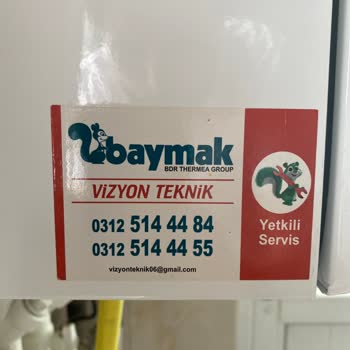 baymak
BDR THERMEA GROUP
VİZYON TEKNİK
0312 514 44 84
0312 514 44 55
vizyonteknik06@gmail.com
Yetkili
Servis